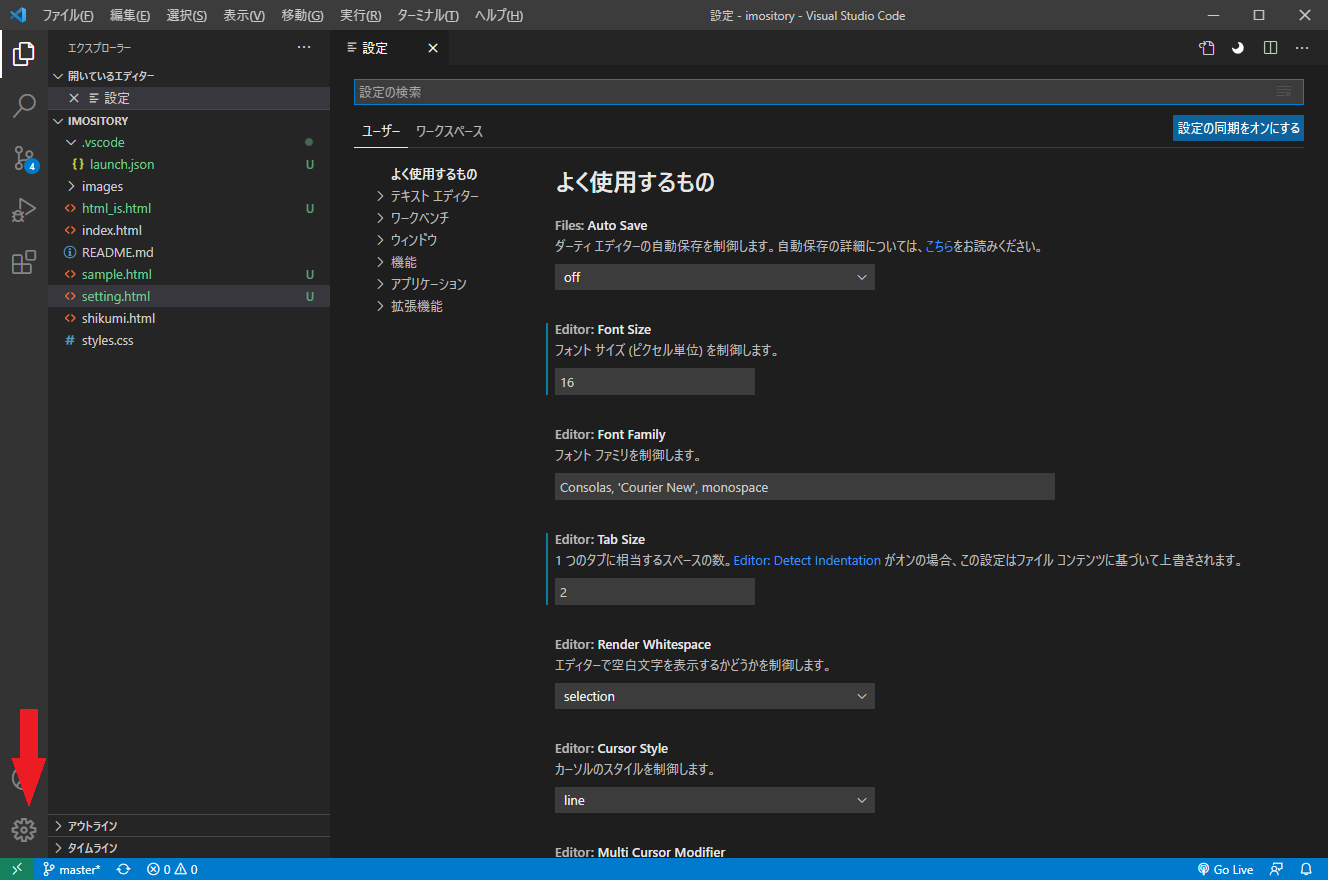 ファイル(F) 編集(E) 選択(S) 表示(V) 移動(G) 実行(R) ターミナル(T) ヘルプ(H) 設定 - imository - Visual Studio Code
エクスプローラー
開いているエディター
設定
IMOSITORY
.vscode
launch.json U
images
html_is.html U
index.html
README.md
sample.html U
setting.html U
shikumi.html
styles.css
アウトライン
タイムライン
4
設定
設定の検索
ユーザー ワークスペース 設定の同期をオンにする
よく使用するもの
テキスト エディター
ワークベンチ
ウィンドウ
機能
アプリケーション
拡張機能
よく使用するもの
Files: Auto Save
ダーティ エディターの自動保存を制御します。自動保存の詳細については、こちらをお読みください。
off
Editor: Font Size
フォント サイズ (ピクセル単位) を制御します。
16
Editor: Font Family
フォント ファミリを制御します。
Consolas, 'Courier New', monospace
Editor: Tab Size
1 つのタブに相当するスペースの数。Editor: Detect Indentation がオンの場合、この設定はファイル コンテンツに基づいて上書きされます。
2
Editor: Render Whitespace
エディターで空白文字を表示するかどうかを制御します。
selection
Editor: Cursor Style
カーソルのスタイルを制御します。
line
Editor: Multi Cursor Modifier
master* 0 0 Go Live